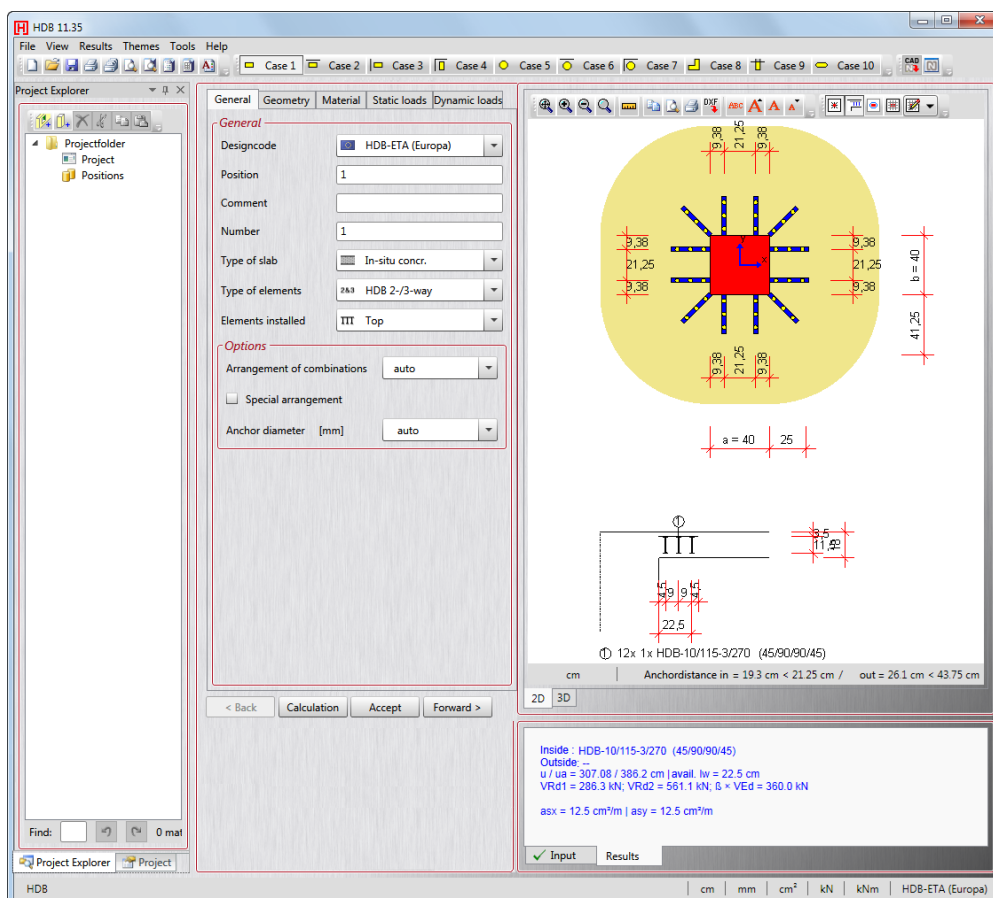 HDB 11.35
File View Results Themes Tools Help
Case 1 Case 2 Case 3 Case 4 Case 5 Case 6 Case 7 Case 8 Case 9 Case 10 CAD
Project Explorer
Projectfolder
Project
Positions
Find: 0 mat
Project Explorer Project
General Geometry Material Static loads Dynamic loads
General
Designcode HDB-ETA (Europa)
Position 1
Comment
Number 1
Type of slab In-situ concr.
Type of elements 2&3 HDB 2-/3-way
Elements installed Top
Options
Arrangement of combinations auto
Special arrangement
Anchor diameter [mm] auto
< Back Calculation Accept Forward >
DXF ABC A A A
9,38 21,25 9,38
9,38 9,38
21,25 21,25
9,38 9,38
y
x
b = 40
41,25
9,38 21,25 9,38
a = 40 25
1
3,5
11,5 18
4,5 9 9 4,5
22,5
1 12x 1x HDB-10/115-3/270 (45/90/90/45)
cm Anchordistance in = 19.3 cm < 21.25 cm / out = 26.1 cm < 43.75 cm
2D 3D
Inside : HDB-10/115-3/270 (45/90/90/45)
Outside: --
u / ua = 307.08 / 386.2 cm | avail. lw = 22.5 cm
VRd1 = 286.3 kN; VRd2 = 561.1 kN; ß × VEd = 360.0 kN
asx = 12.5 cm²/m | asy = 12.5 cm²/m
Input Results
HDB cm mm cm² kN kNm HDB-ETA (Europa)